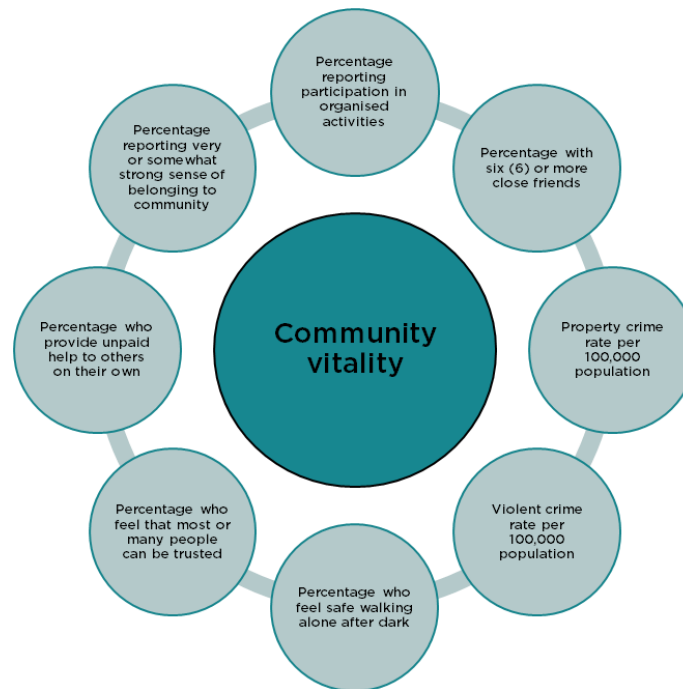 Percentage
reporting
participation in
organised
activities
Percentage with
six (6) or more
close friends
Property crime
rate per
100,000
population
Violent crime
rate per
100,000
population
Percentage who
feel safe walking
alone after dark
Percentage who
feel that most or
many people
can be trusted
Percentage who
provide unpaid
help to others
on their own
Percentage
reporting very
or somewhat
strong sense of
belonging to
community
Community
vitality